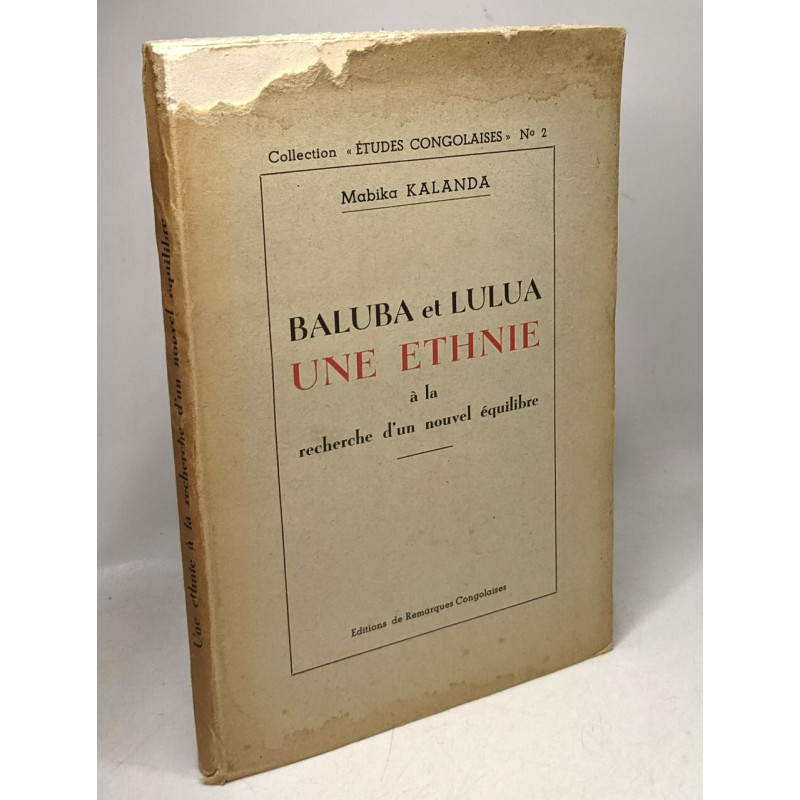 Collection « ÉTUDES CONGOLAISES » Nº 2
Mabika KALANDA
BALUBA et LULUA
UNE ETHNIE
à la
recherche d'un nouvel équilibre
Editions de Remarques Congolaises
Une ethnie à la recherche d'un nouvel équilibre